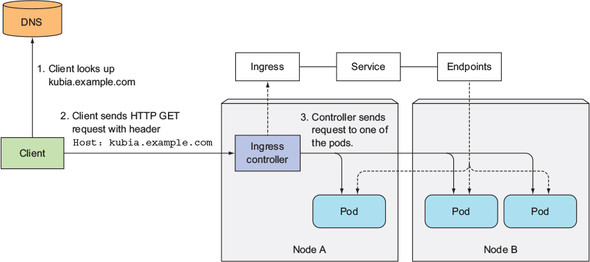 DNS
1. Client looks up
kubia.example.com
2. Client sends HTTP GET
request with header
Host: kubia.example.com
Client
Ingress
Service
Endpoints
3. Controller sends
request to one of
the pods.
Ingress
controller
Pod
Pod
Pod
Node A
Node B